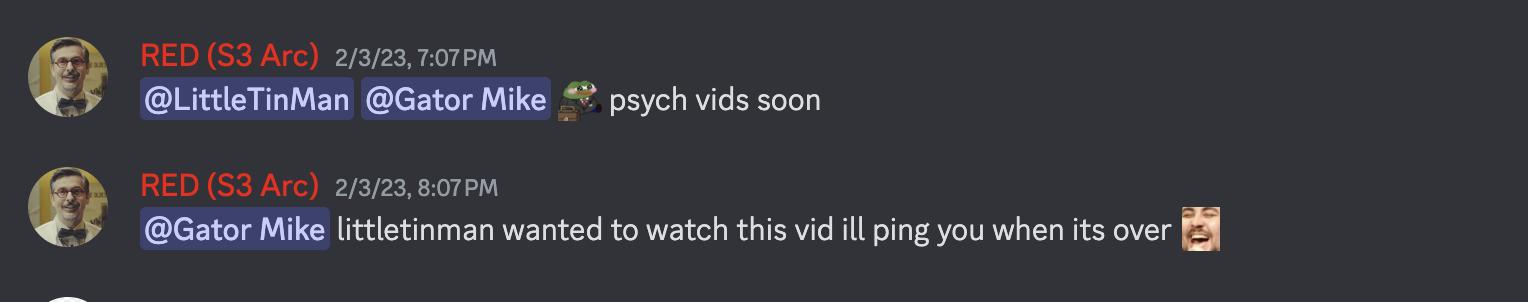 RED (S3 Arc) 2/3/23, 7:07 PM
@LittleTinMan @Gator Mike psych vids soon
RED (S3 Arc) 2/3/23, 8:07 PM
@Gator Mike littletinman wanted to watch this vid ill ping you when its over